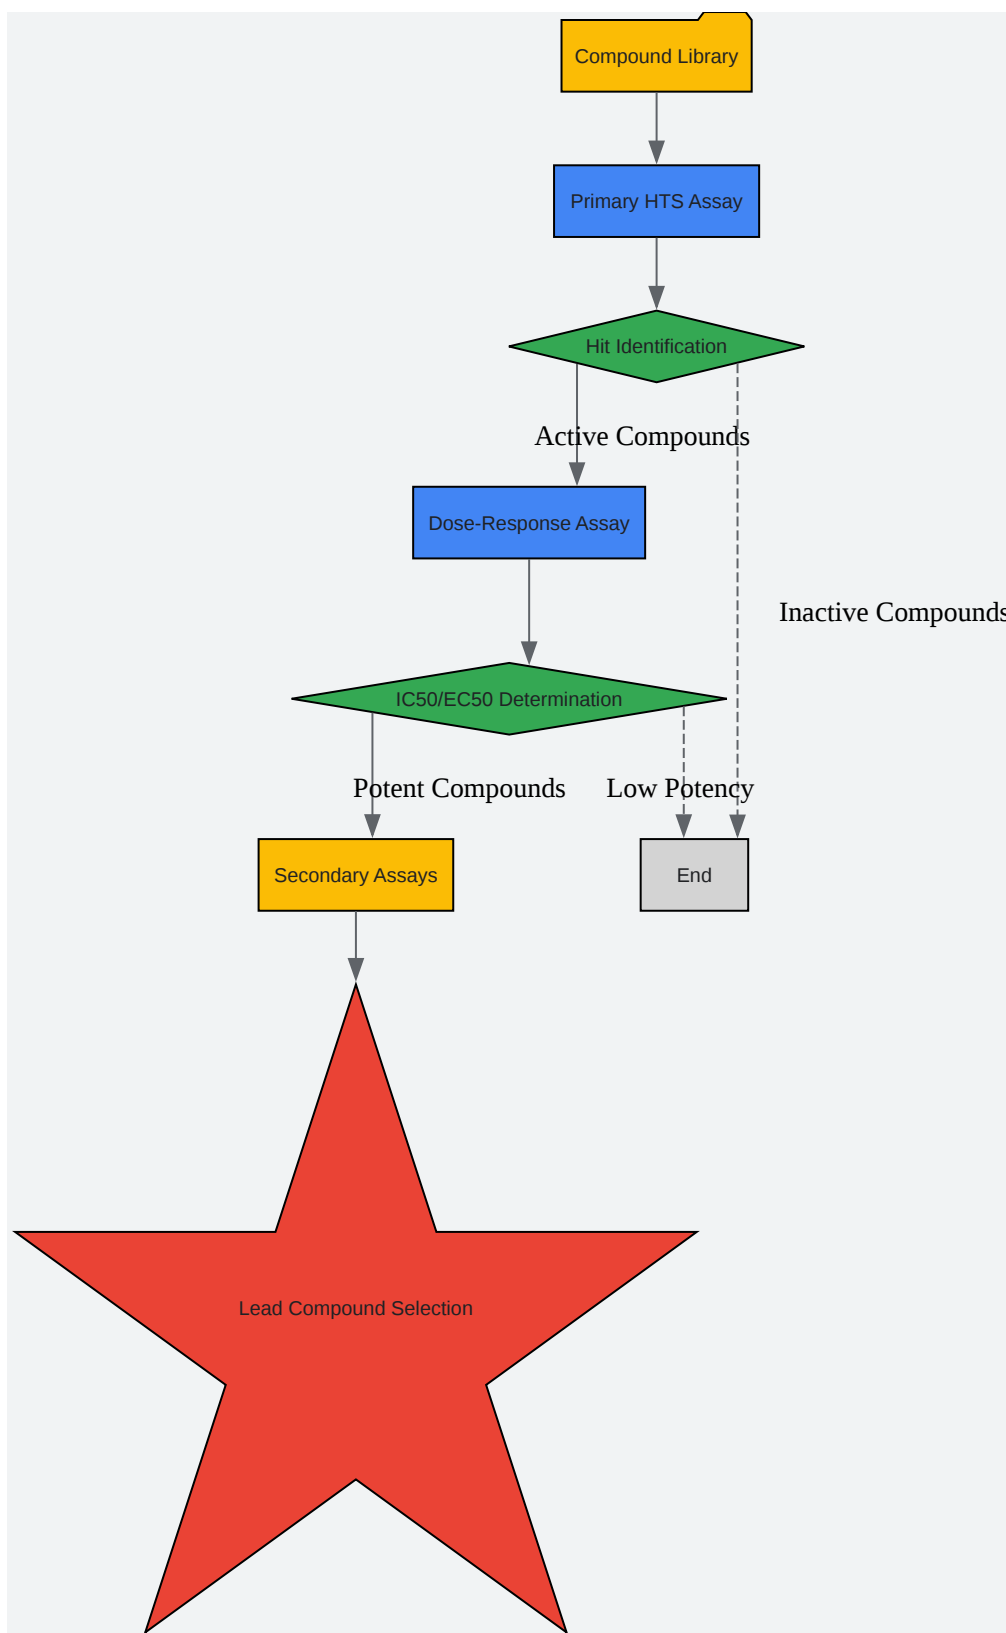 Compound Library
Primary HTS Assay
Hit Identification
Active Compounds
Dose-Response Assay
Inactive Compounds
IC50/EC50 Determination
Potent Compounds
Low Potency
Secondary Assays
End
Lead Compound Selection